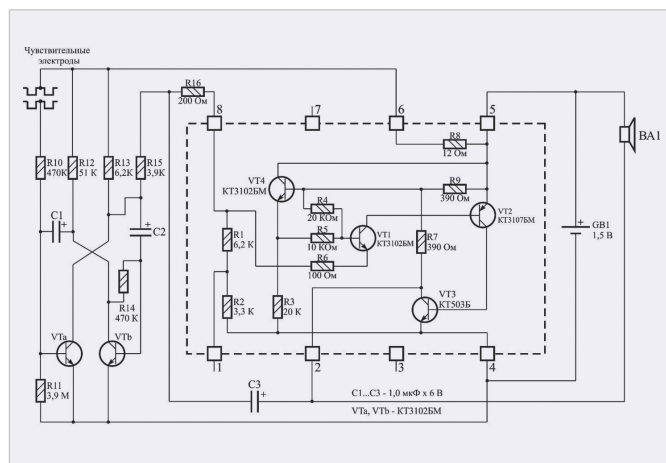 Чувствительные
электроды
R10
470K
R12
51 K
R13
6,2K
R15
3,9K
R16
200 Ом
8
7
6
5
R8
12 Ом
BA1
C1
C2
VT4
КТ3102БМ
R4
20 КОм
R9
390 Ом
R5
10 КОм
VT1
КТ3102БМ
VT2
КТ3107БМ
GB1
1,5 В
R1
6,2 K
R6
100 Ом
R7
390 Ом
R14
470 K
R2
3,3 K
R3
20 K
VT3
КТ503Б
VTa
VTb
1
2
3
4
R11
3,9 M
C3
C1...C3 - 1,0 мкФ x 6 В
VTa, VTb - КТ3102БМ